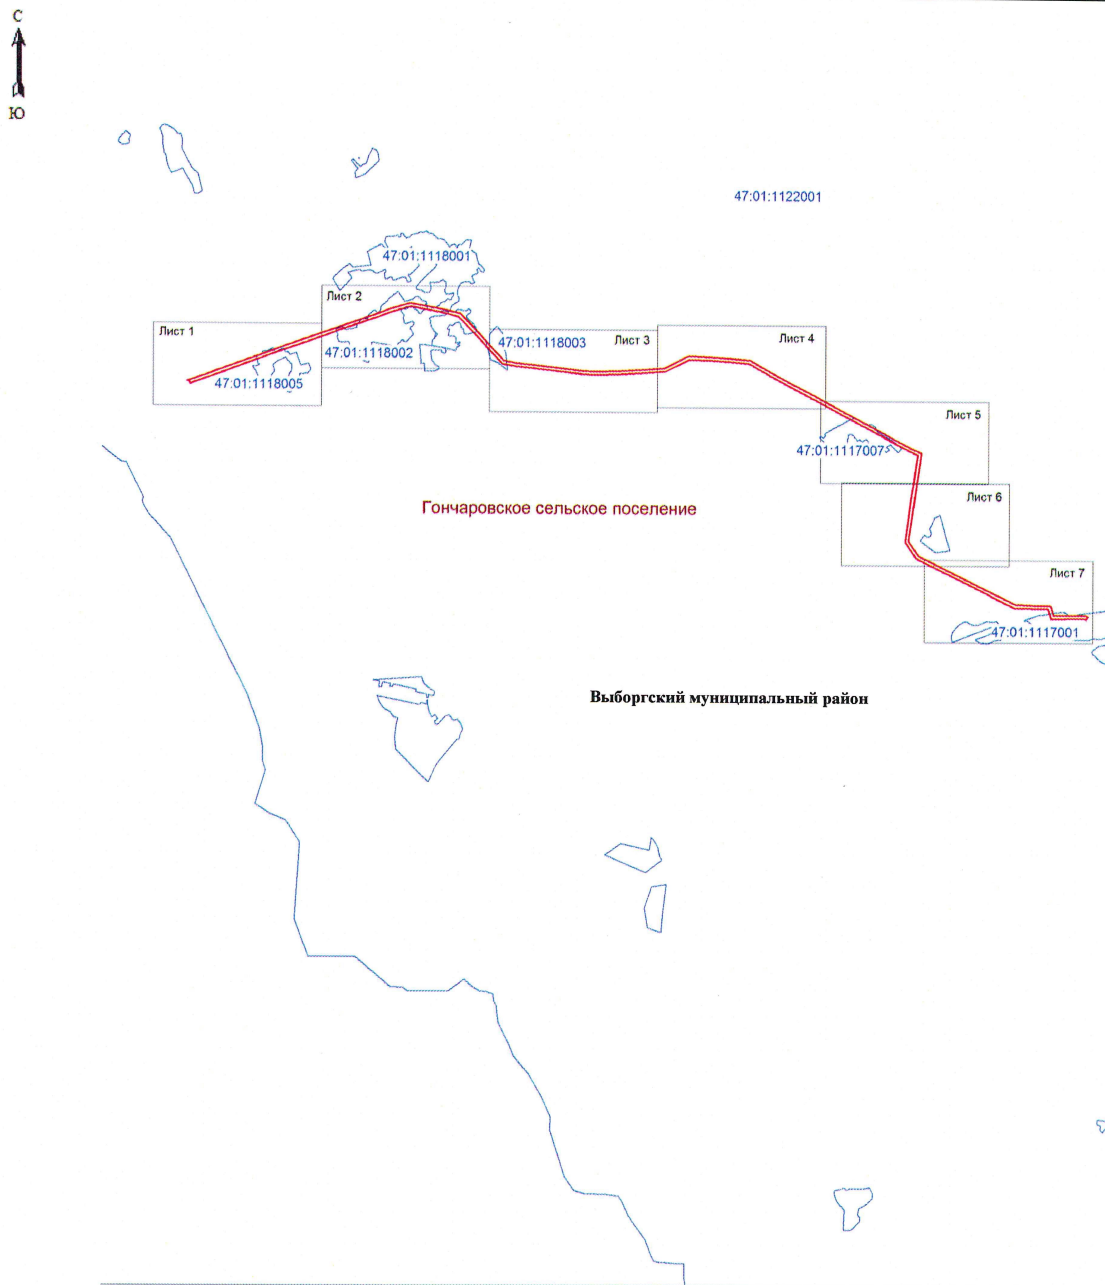 С
Ю
47:01:1122001
47:01:1118001
Лист 2
Лист 1
47:01:1118003
Лист 3
Лист 4
47:01:1118002
47:01:1118005
Лист 5
47:01:1117007
Лист 6
Гончаровское сельское поселение
Лист 7
47:01:1117001
Выборгский муниципальный район